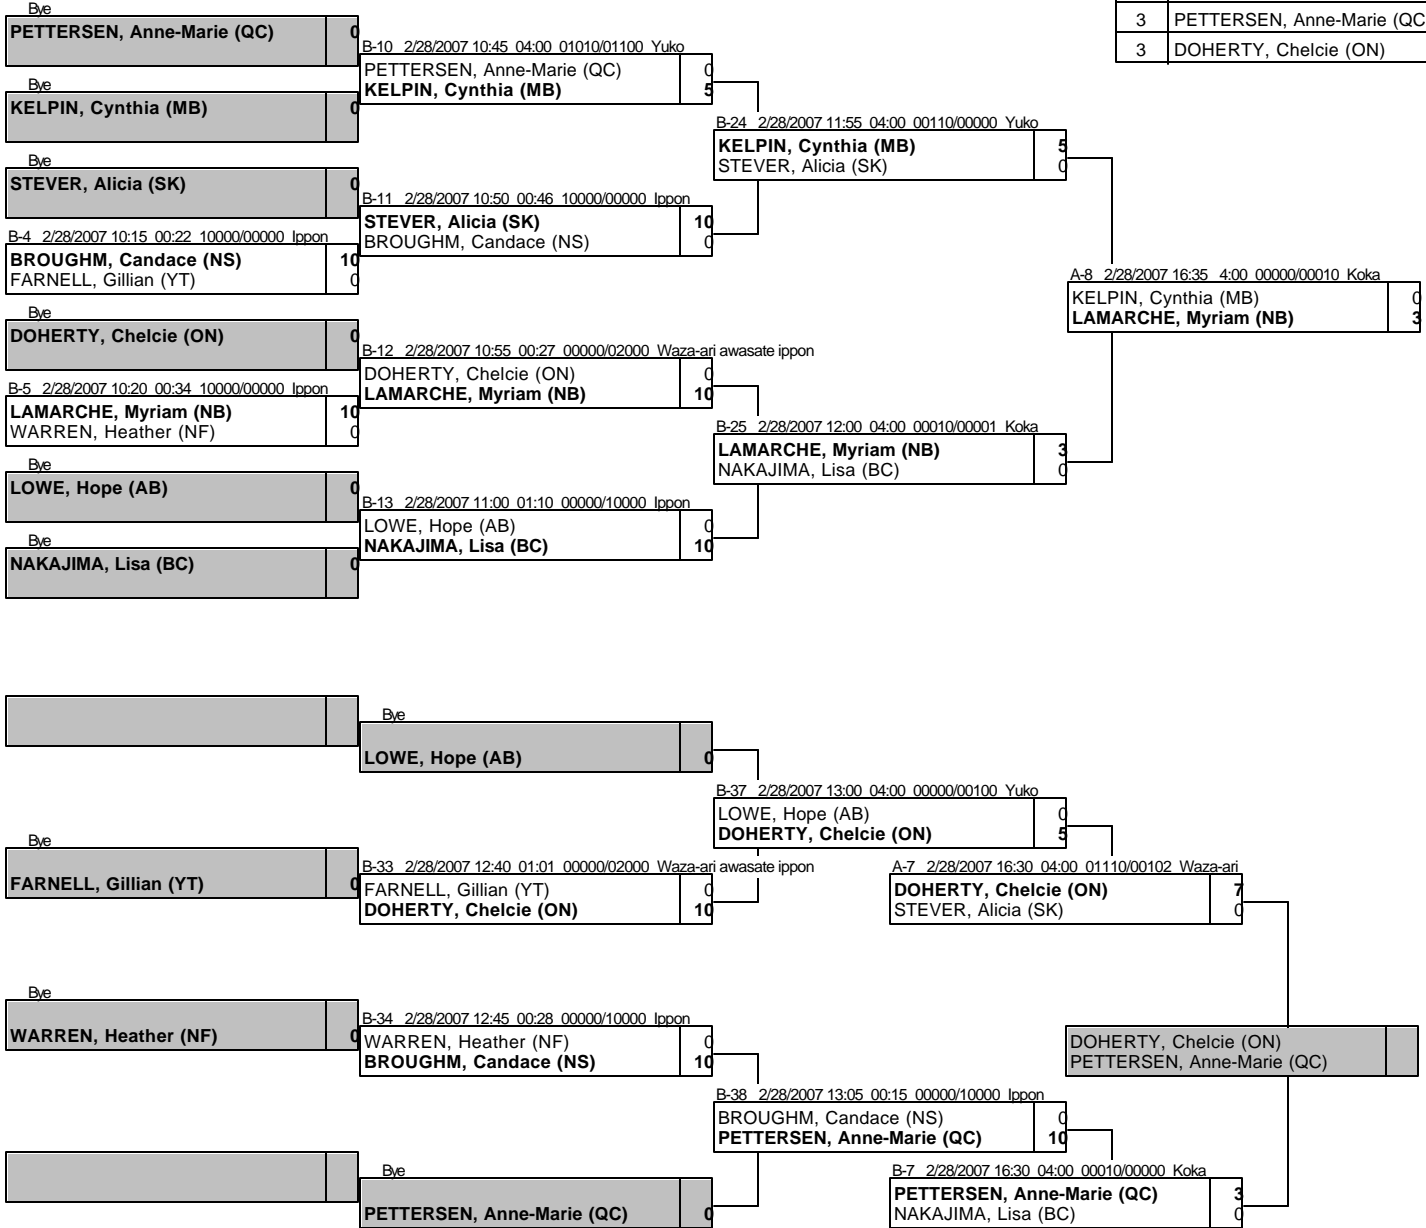 3 PETTERSEN, Anne-Marie (QC
3 DOHERTY, Chelcie (ON)
Bye
PETTERSEN, Anne-Marie (QC) 0
Bye
KELPIN, Cynthia (MB) 0
Bye
STEVER, Alicia (SK) 0
B-4 2/28/2007 10:15 00:22 10000/00000 Ippon
BROUGHM, Candace (NS) 10
FARNELL, Gillian (YT) 0
Bye
DOHERTY, Chelcie (ON) 0
B-5 2/28/2007 10:20 00:34 10000/00000 Ippon
LAMARCHE, Myriam (NB) 10
WARREN, Heather (NF) 0
Bye
LOWE, Hope (AB) 0
Bye
NAKAJIMA, Lisa (BC) 0
B-10 2/28/2007 10:45 04:00 01010/01100 Yuko
PETTERSEN, Anne-Marie (QC) 0
KELPIN, Cynthia (MB) 5
B-11 2/28/2007 10:50 00:46 10000/00000 Ippon
STEVER, Alicia (SK) 10
BROUGHM, Candace (NS) 0
B-12 2/28/2007 10:55 00:27 00000/02000 Waza-ari awasate ippon
DOHERTY, Chelcie (ON) 0
LAMARCHE, Myriam (NB) 10
B-13 2/28/2007 11:00 01:10 00000/10000 Ippon
LOWE, Hope (AB) 0
NAKAJIMA, Lisa (BC) 10
B-24 2/28/2007 11:55 04:00 00110/00000 Yuko
KELPIN, Cynthia (MB) 5
STEVER, Alicia (SK) 0
B-25 2/28/2007 12:00 04:00 00010/00001 Koka
LAMARCHE, Myriam (NB) 3
NAKAJIMA, Lisa (BC) 0
A-8 2/28/2007 16:35 4:00 00000/00010 Koka
KELPIN, Cynthia (MB) 0
LAMARCHE, Myriam (NB) 3
Bye
LOWE, Hope (AB) 0
Bye
FARNELL, Gillian (YT) 0
B-33 2/28/2007 12:40 01:01 00000/02000 Waza-ari awasate ippon
FARNELL, Gillian (YT) 0
DOHERTY, Chelcie (ON) 10
B-37 2/28/2007 13:00 04:00 00000/00100 Yuko
LOWE, Hope (AB) 0
DOHERTY, Chelcie (ON) 5
A-7 2/28/2007 16:30 04:00 01110/00102 Waza-ari
DOHERTY, Chelcie (ON) 7
STEVER, Alicia (SK) 0
Bye
WARREN, Heather (NF) 0
B-34 2/28/2007 12:45 00:28 00000/10000 Ippon
WARREN, Heather (NF) 0
BROUGHM, Candace (NS) 10
DOHERTY, Chelcie (ON)
PETTERSEN, Anne-Marie (QC)
B-38 2/28/2007 13:05 00:15 00000/10000 Ippon
BROUGHM, Candace (NS) 0
PETTERSEN, Anne-Marie (QC) 10
Bye
PETTERSEN, Anne-Marie (QC) 0
B-7 2/28/2007 16:30 04:00 00010/00000 Koka
PETTERSEN, Anne-Marie (QC) 3
NAKAJIMA, Lisa (BC) 0